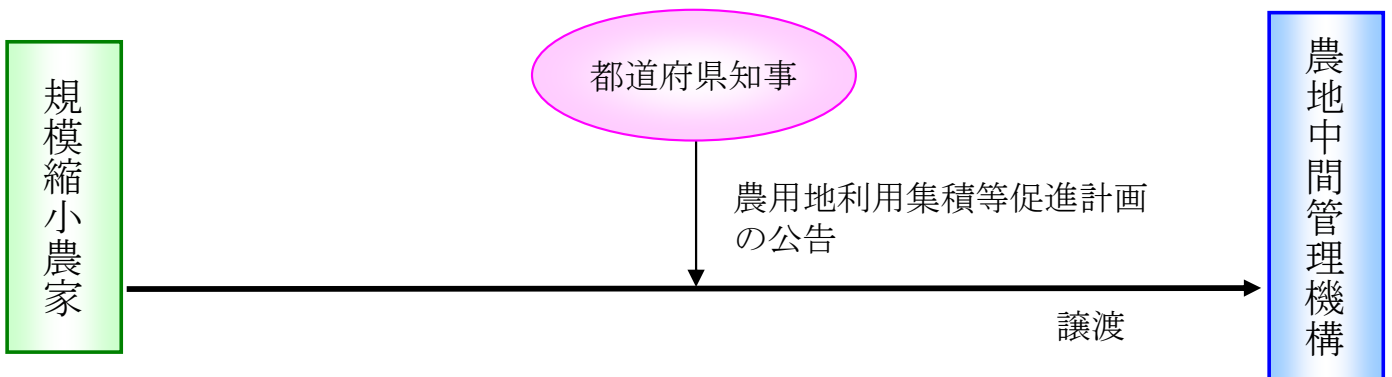 規模縮小農家
都道府県知事
農用地利用集積等促進計画
の公告
譲渡
農地中間管理機構